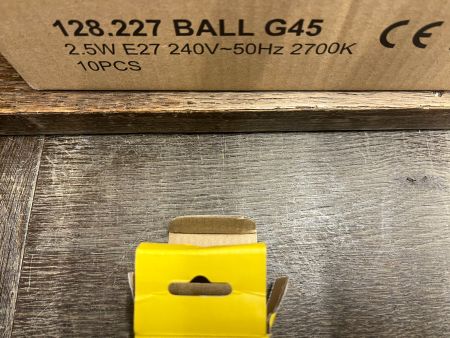 128.227 BALL G45 CE
2.5W E27 240V~50Hz 2700K
10PCS